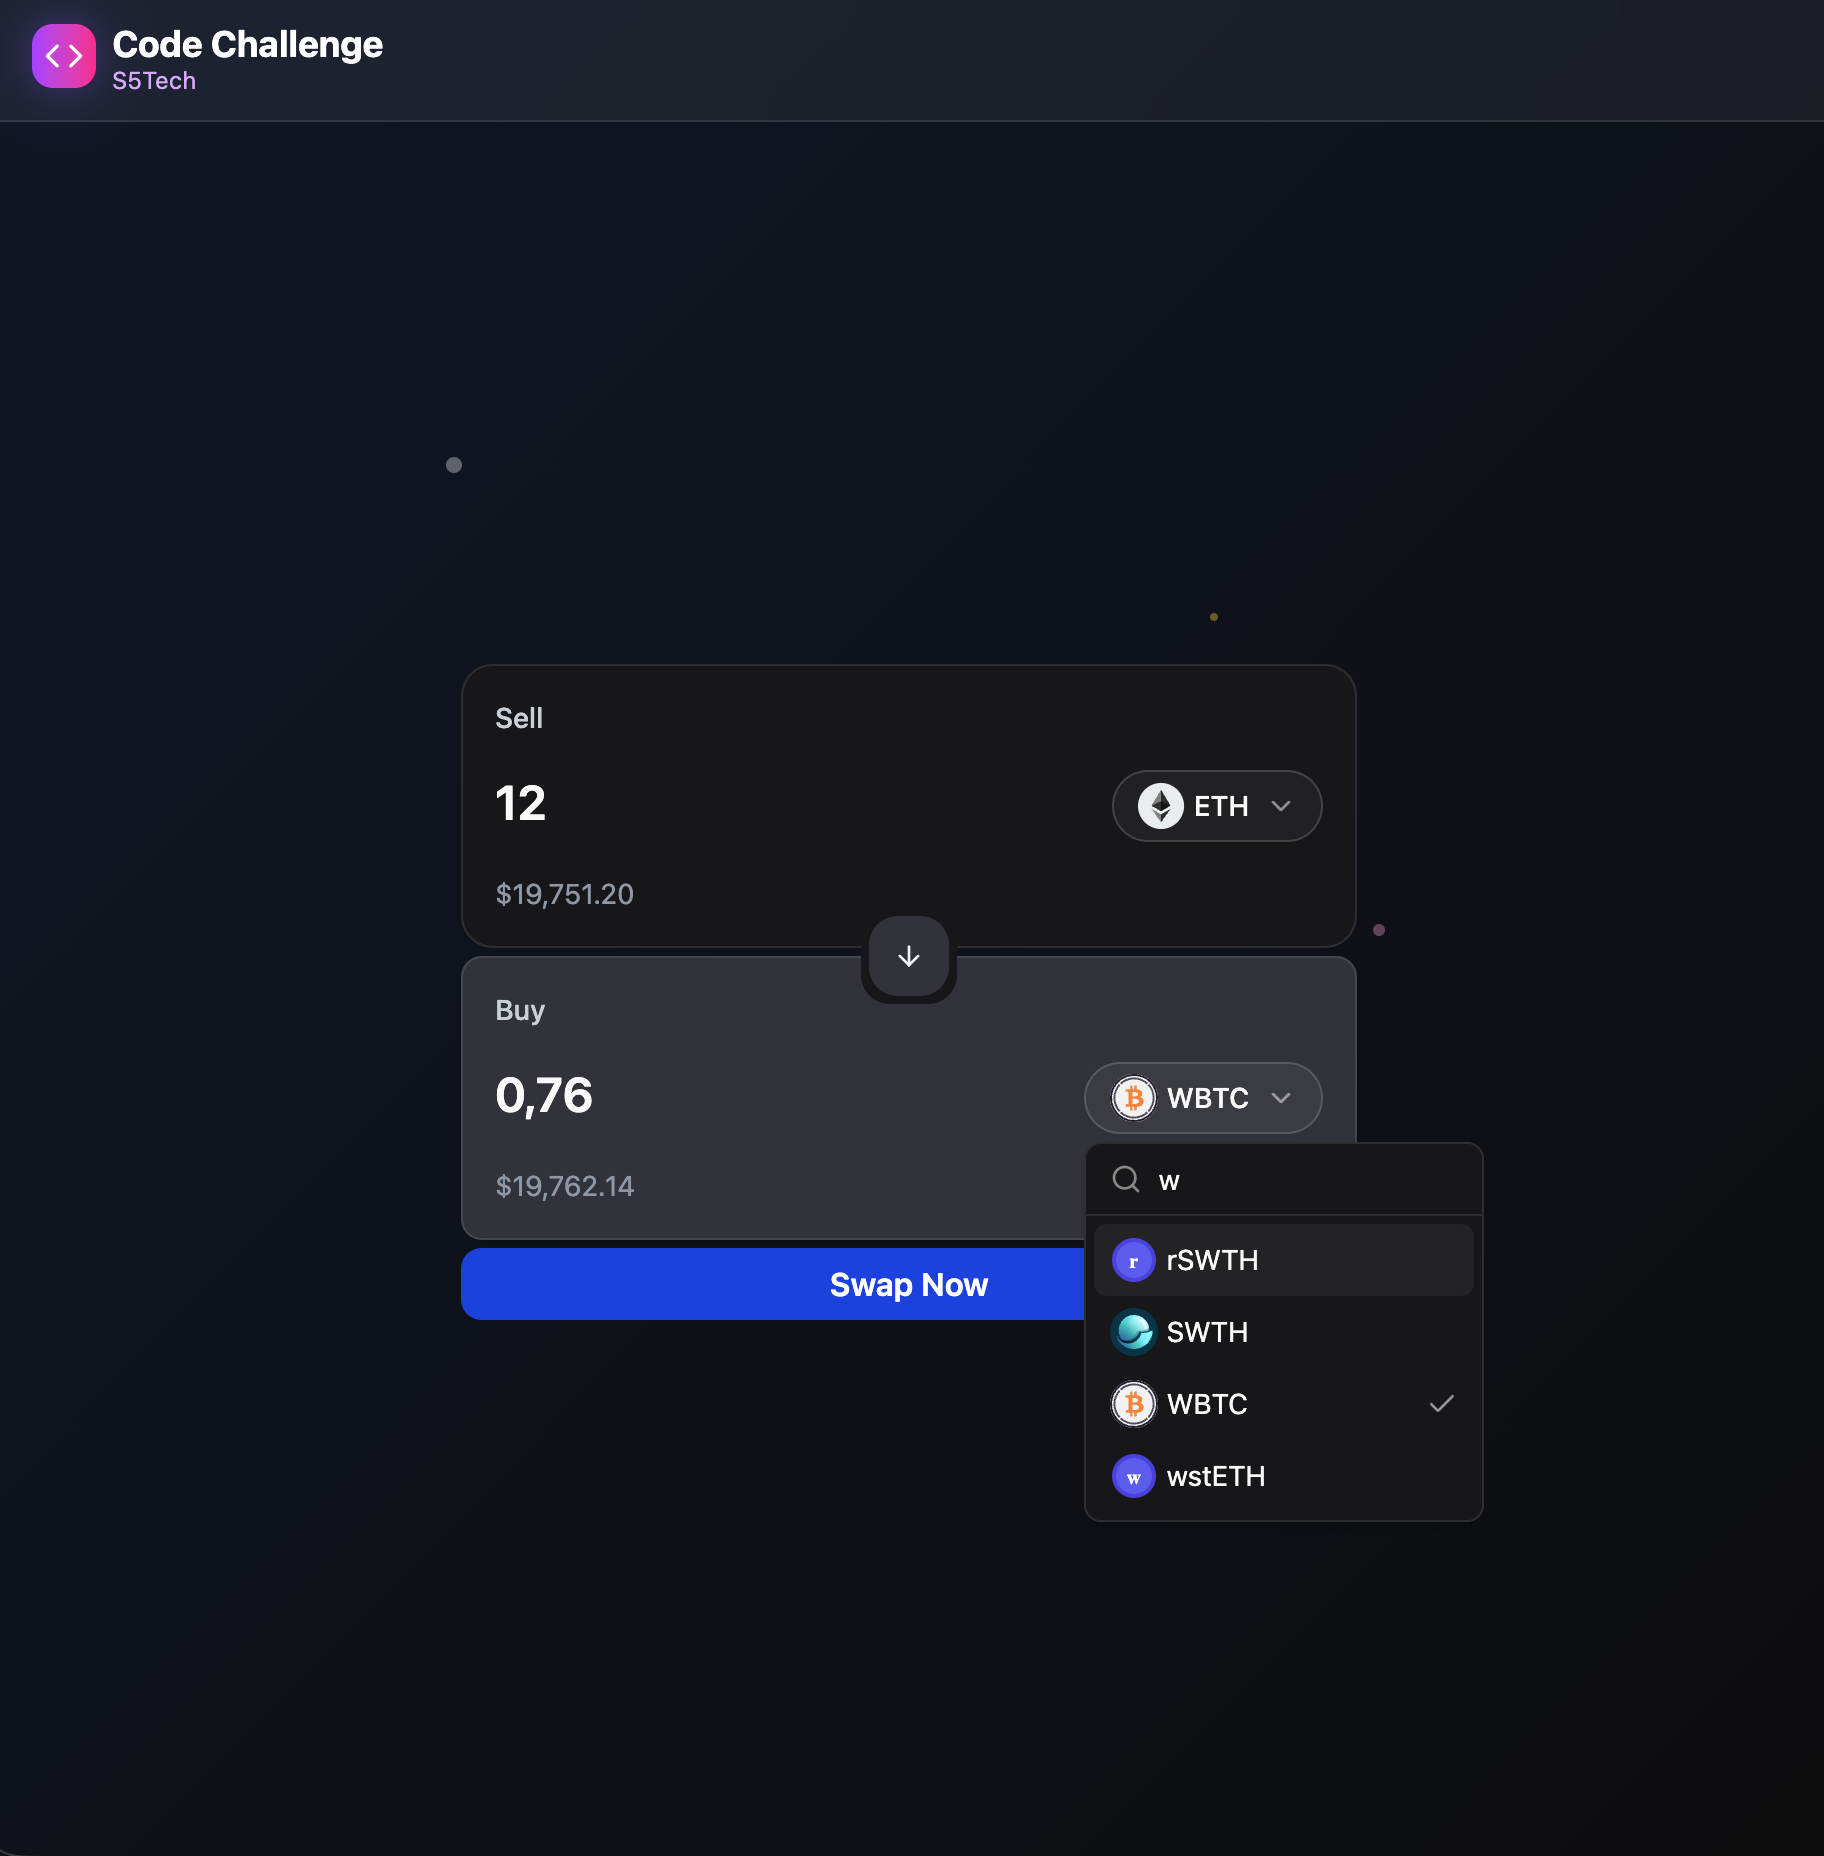 Code Challenge
S5Tech
Sell
12
ETH
$19,751.20
Buy
0,76
WBTC
$19,762.14
w
Swap Now
r rSWTH
SWTH
WBTC
w wstETH